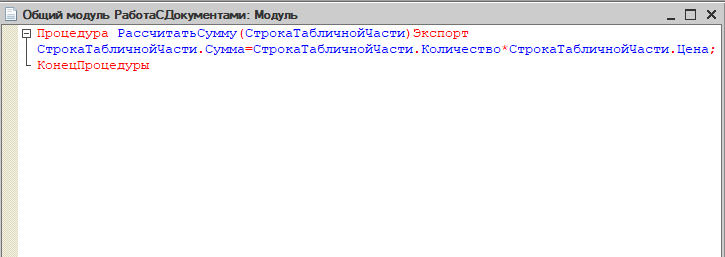 Общий модуль РаботаСДокументами: Модуль
Процедура РассчитатьСумму(СтрокаТабличнойЧасти)Экспорт
СтрокаТабличнойЧасти.Сумма=СтрокаТабличнойЧасти.Количество*СтрокаТабличнойЧасти.Цена;
КонецПроцедуры